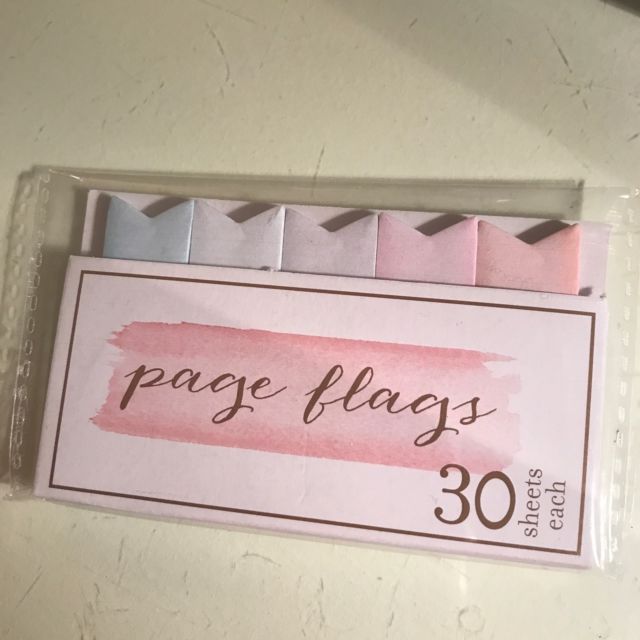 page flags
30
sheets
each